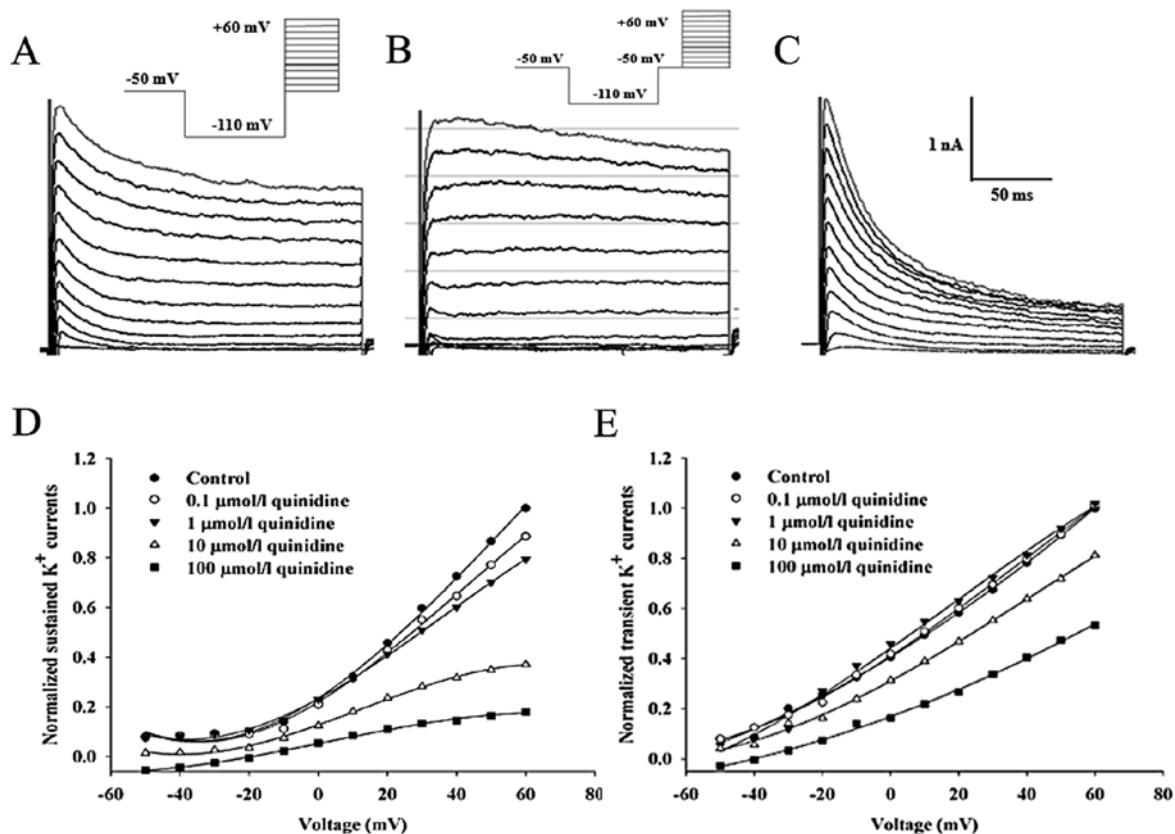 A
+60 mV
-50 mV
-110 mV
B
+60 mV
-50 mV
-50 mV
-110 mV
C
1 nA
50 ms
D
Normalized sustained K⁺ currents
1.2
1.0
0.8
0.6
0.4
0.2
0.0
Control
0.1 μmol/l quinidine
1 μmol/l quinidine
10 μmol/l quinidine
100 μmol/l quinidine
-60 -40 -20 0 20 40 60 80
Voltage (mV)
E
Normalized transient K⁺ currents
1.2
1.0
0.8
0.6
0.4
0.2
0.0
Control
0.1 μmol/l quinidine
1 μmol/l quinidine
10 μmol/l quinidine
100 μmol/l quinidine
-60 -40 -20 0 20 40 60 80
Voltage (mV)